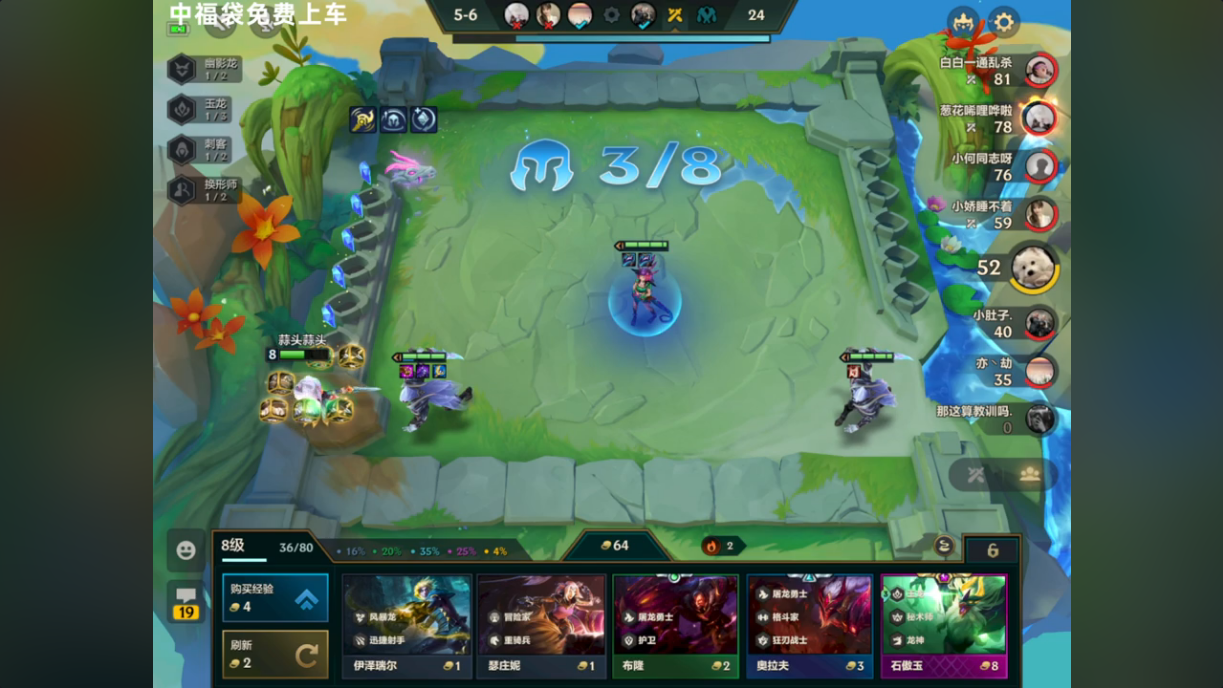 中福袋免费上车
5-6
24
幽影龙
1/2
玉龙
1/3
刺客
1/2
换形师
1/2
3/8
白白一通乱杀
81
葱花唏哩哗啦
78
小何同志呀
76
小娇睡不着
59
52
小肚子.
40
亦丶劫
35
那这算教训吗.
0
蒜头蒜头
8
8级
36/80
16%
20%
35%
25%
4%
64
2
6
19
购买经验
4
刷新
2
风暴龙
迅捷射手
伊泽瑞尔
1
冒险家
重骑兵
瑟庄妮
1
屠龙勇士
护卫
布隆
2
屠龙勇士
格斗家
狂刃战士
奥拉夫
3
玉龙
秘术师
龙神
石傲玉
8